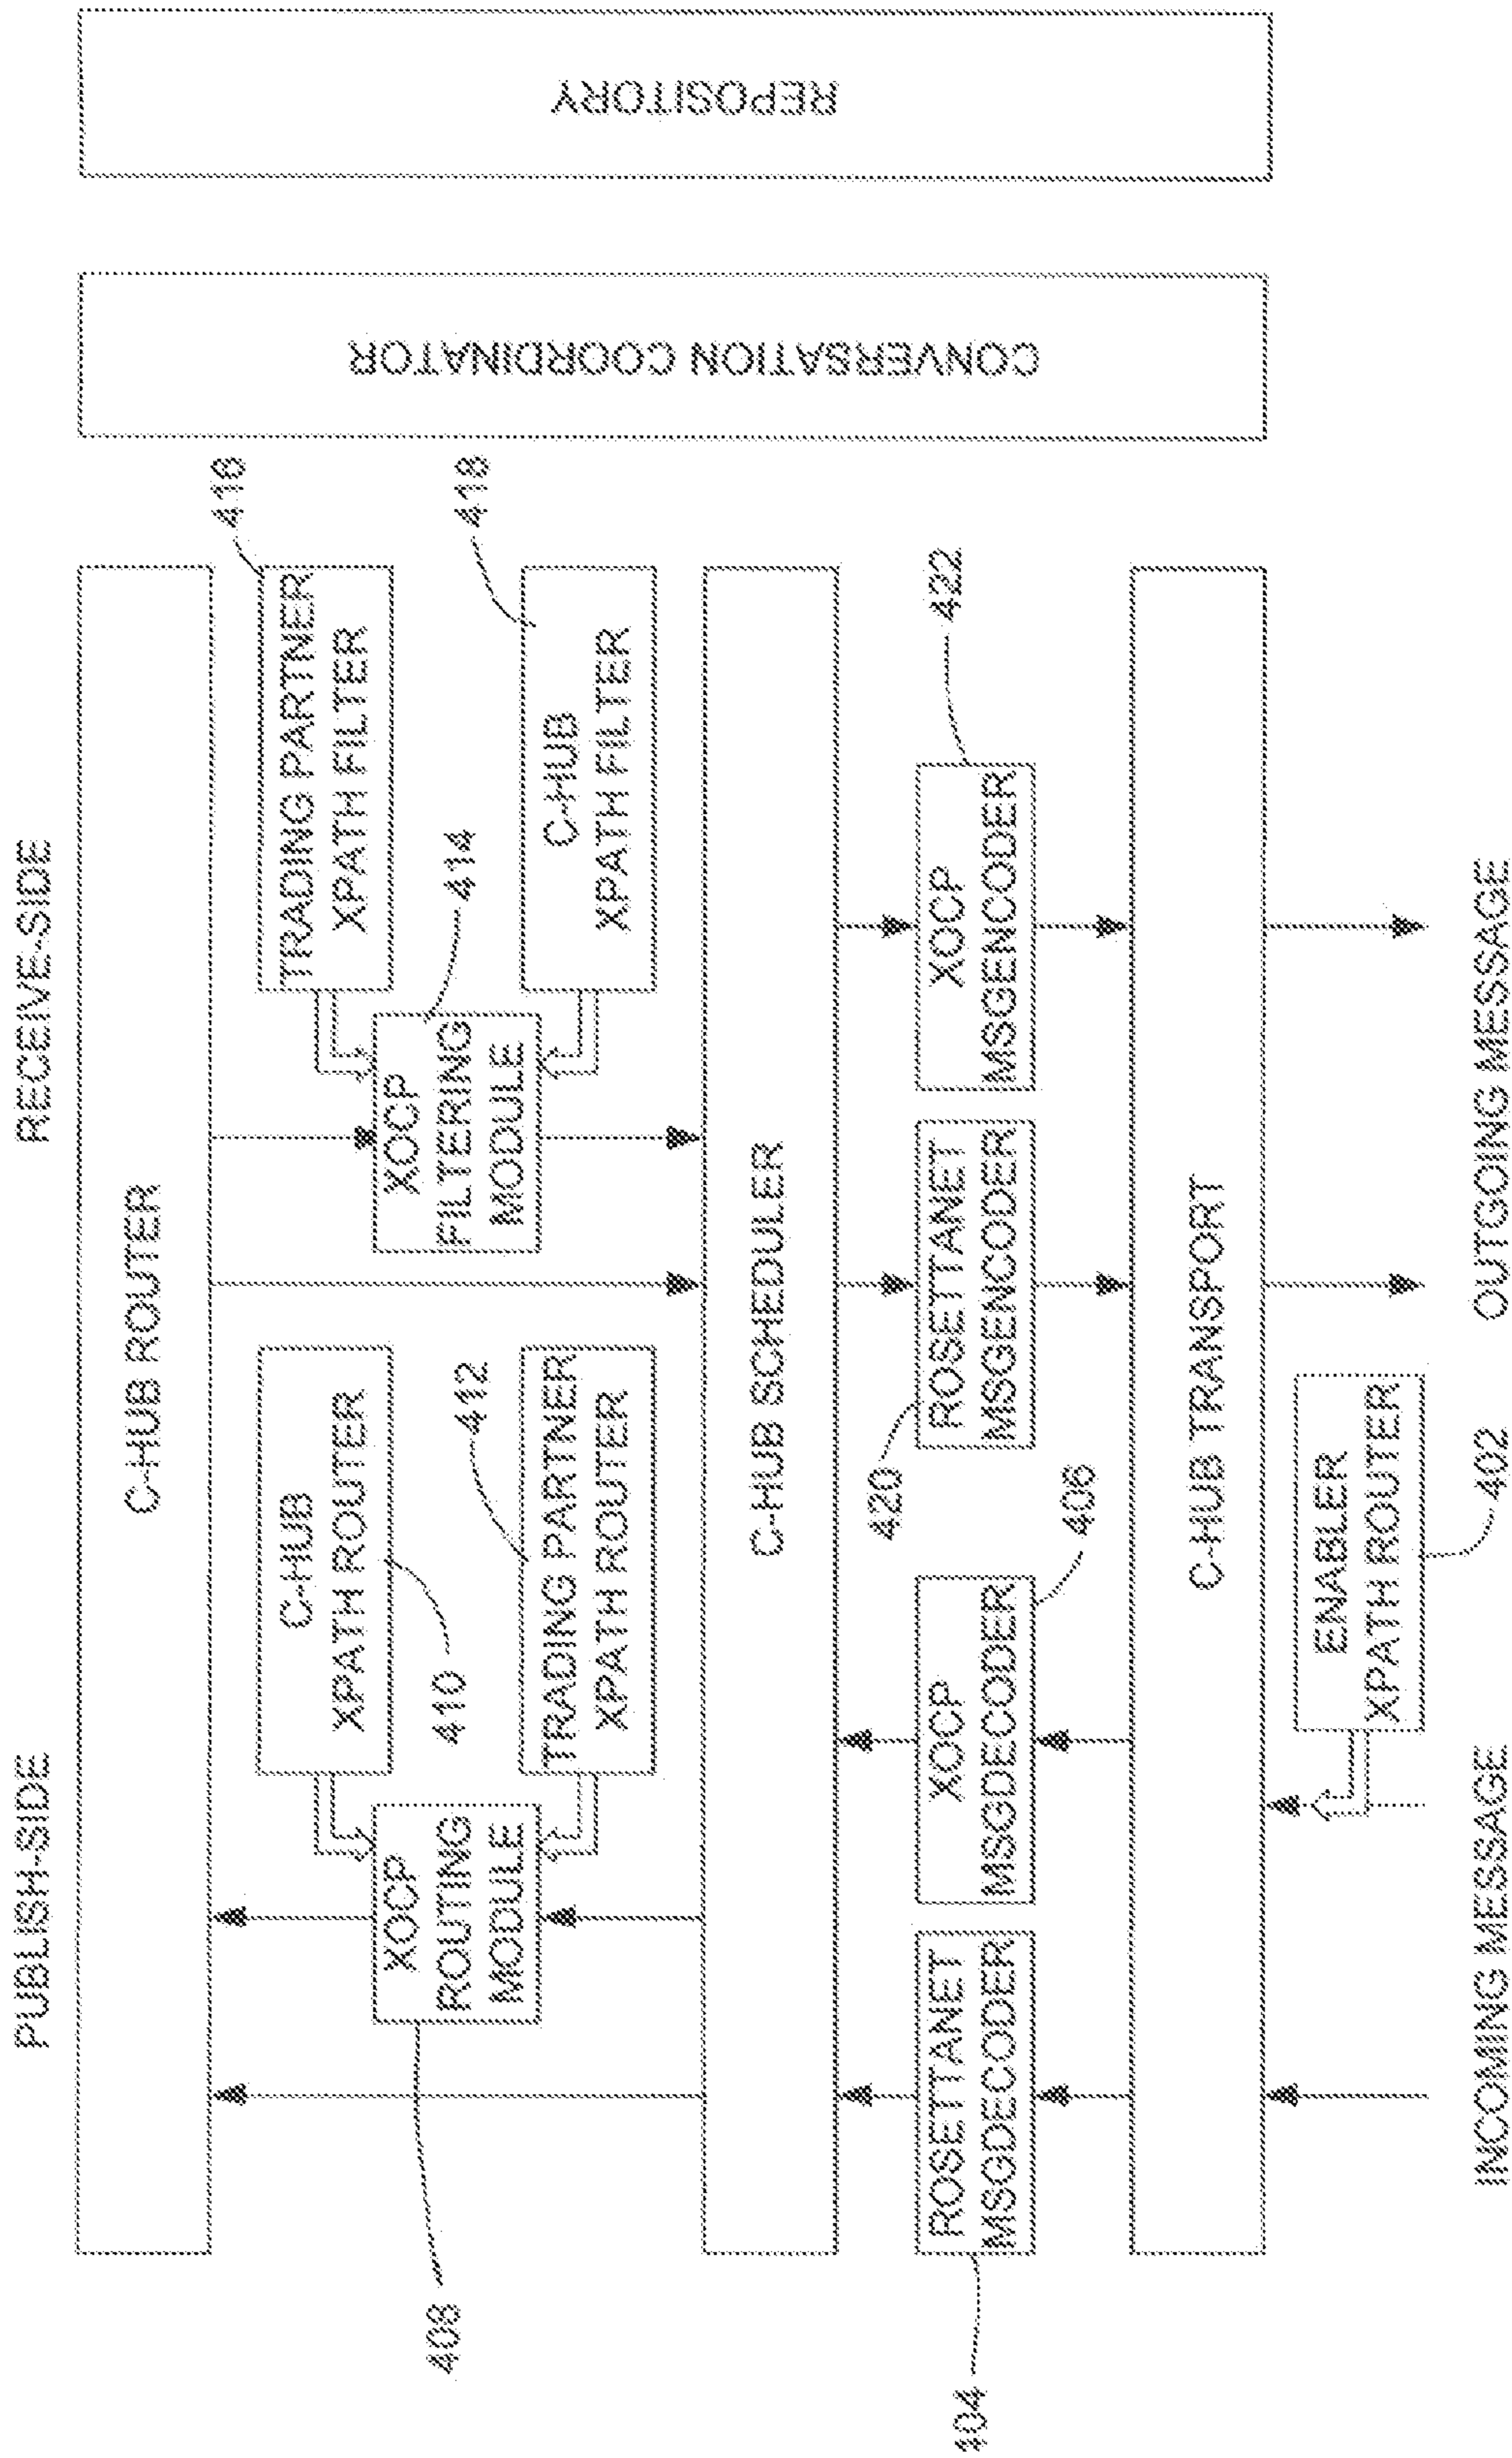 PUBLISH-SIDE
RECEIVE-SIDE
C-HUB ROUTER
416
C-HUB
XPATH ROUTER
TRADING PARTNER
XPATH FILTER
408
XOCP
ROUTING
MODULE
410
412
XOCP
FILTERING
MODULE
414
418
TRADING PARTNER
XPATH ROUTER
C-HUB
XPATH FILTER
C-HUB SCHEDULER
CONVERSATION COORDINATOR
REPOSITORY
404
ROSETTANET
MSGDECODER
XOCP
MSGDECODER
406
420
ROSETTANET
MSGENCODER
XOCP
MSGENCODER
422
C-HUB TRANSPORT
ENABLER
XPATH ROUTER
402
INCOMING MESSAGE
OUTGOING MESSAGE